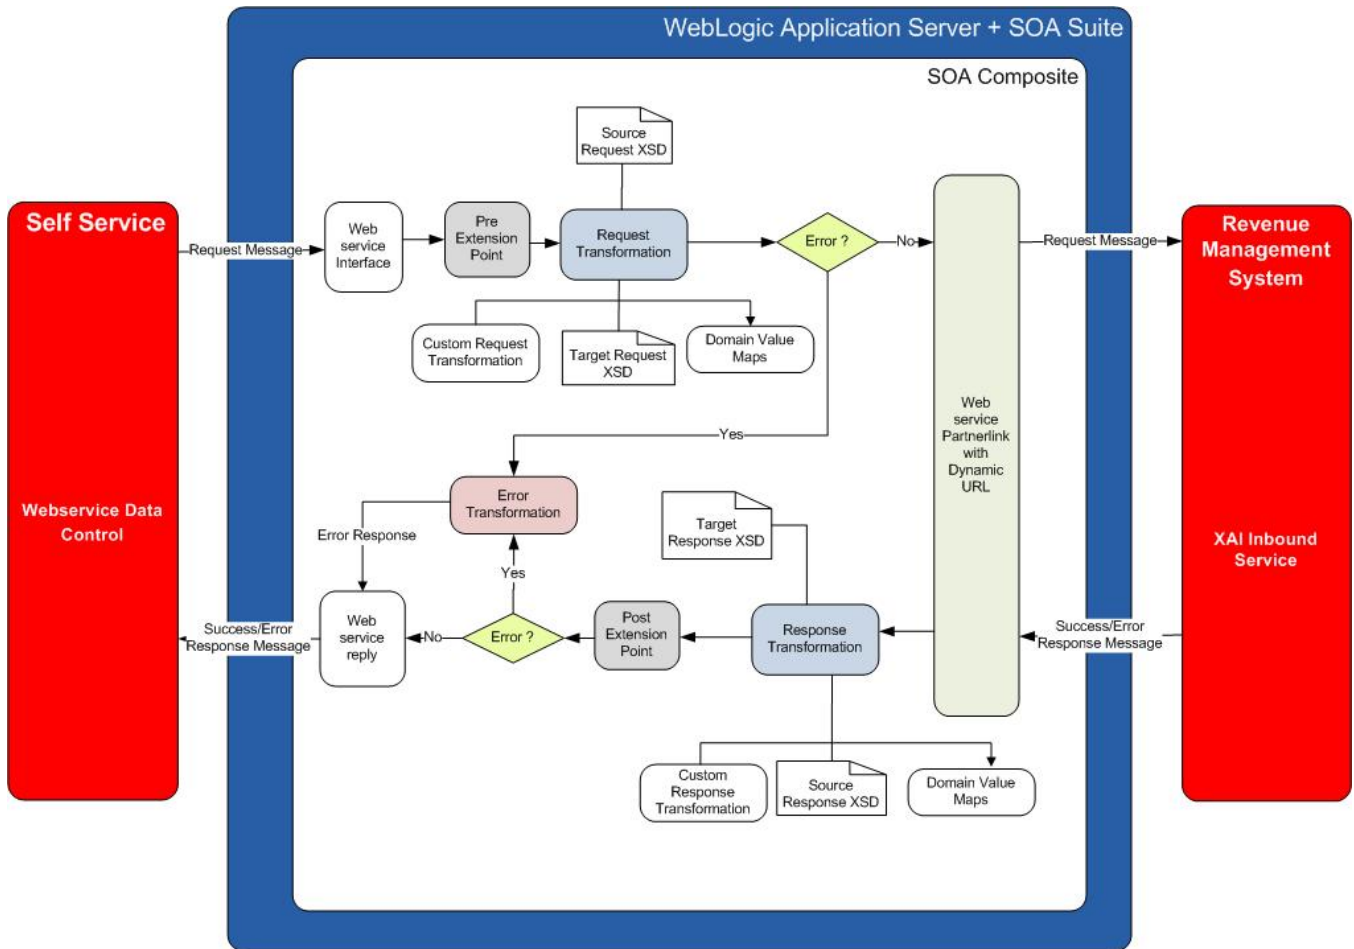 WebLogic Application Server + SOA Suite
SOA Composite
Source
Request XSD
Self Service
Request Message
Web
service
Interface
Pre
Extension
Point
Request
Transformation
Error ?
No
Request Message
Revenue
Management
System
Custom Request
Transformation
Target Request
XSD
Domain Value
Maps
Yes
Web
service
Partnerlink
with
Dynamic
URL
Webservice Data
Control
Error
Transformation
Error Response
Target
Response XSD
XAI Inbound
Service
Yes
Success/Error
Response Message
Web
service
reply
No
Error ?
Post
Extension
Point
Response
Transformation
Success/Error
Response Message
Custom
Response
Transformation
Source
Response XSD
Domain Value
Maps